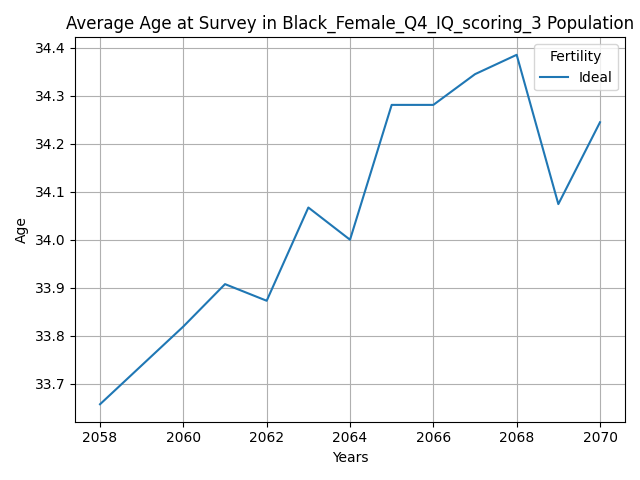 Average Age at Survey in Black_Female_Q4_IQ_scoring_3 Population
Fertility
Ideal
34.4
34.3
34.2
34.1
34.0
33.9
33.8
33.7
Age
2058 2060 2062 2064 2066 2068 2070
Years